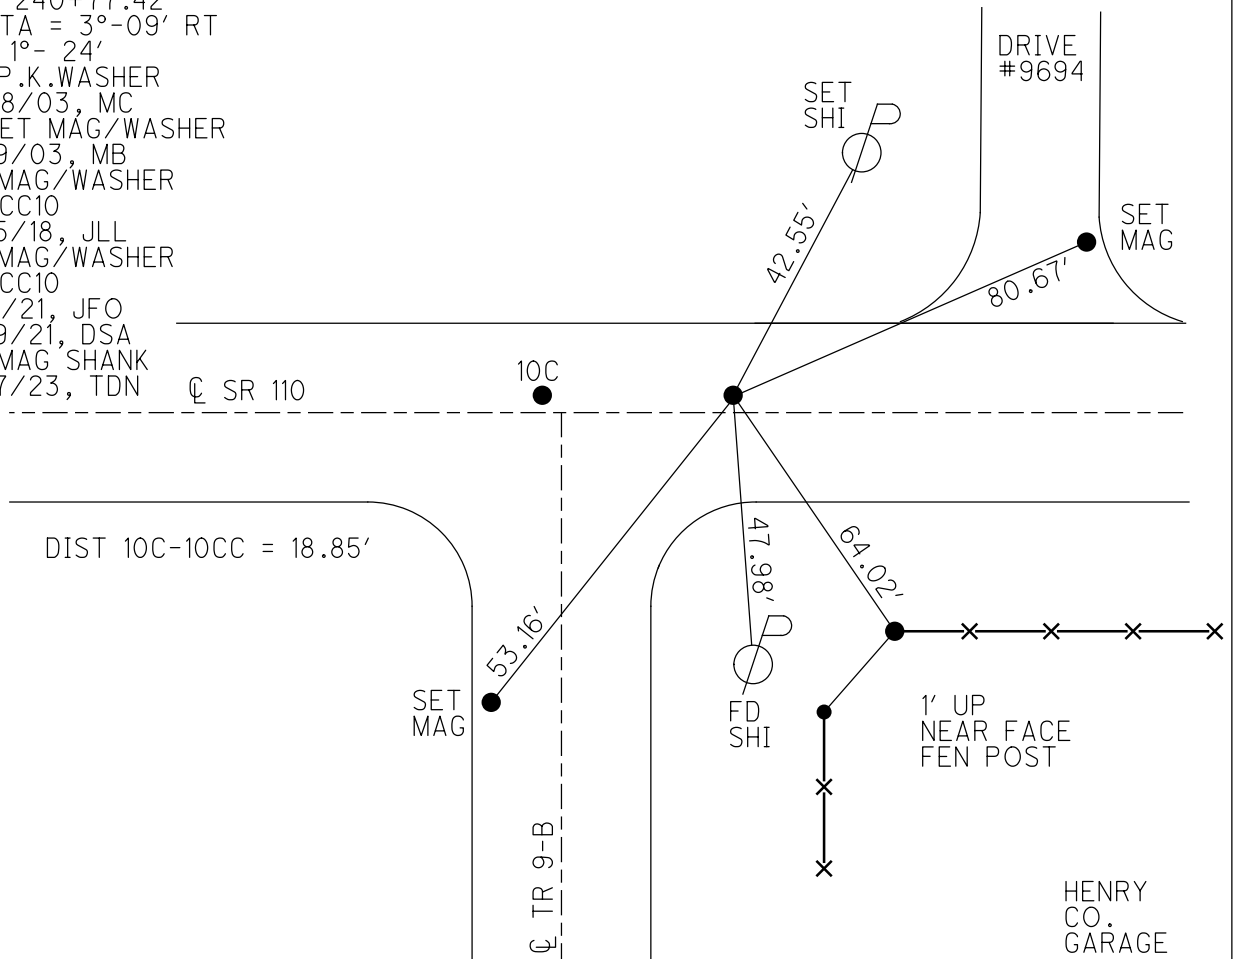 240+77.42
TA = 3°-09' RT
1°- 24'
P.K.WASHER
8/03, MC
ET MAG/WASHER
9/03, MB
MAG/WASHER
CC10
5/18, JLL
MAG/WASHER
CC10
/21, JFO
9/21, DSA
MAG SHANK
7/23, TDN
℄ SR 110
DRIVE
#9694
SET
SHI
SET
MAG
42.55'
80.67'
10C
DIST 10C-10CC = 18.85'
47.98'
64.02'
53.16'
SET
MAG
FD
SHI
1' UP
NEAR FACE
FEN POST
℄ TR 9-B
HENRY
CO.
GARAGE